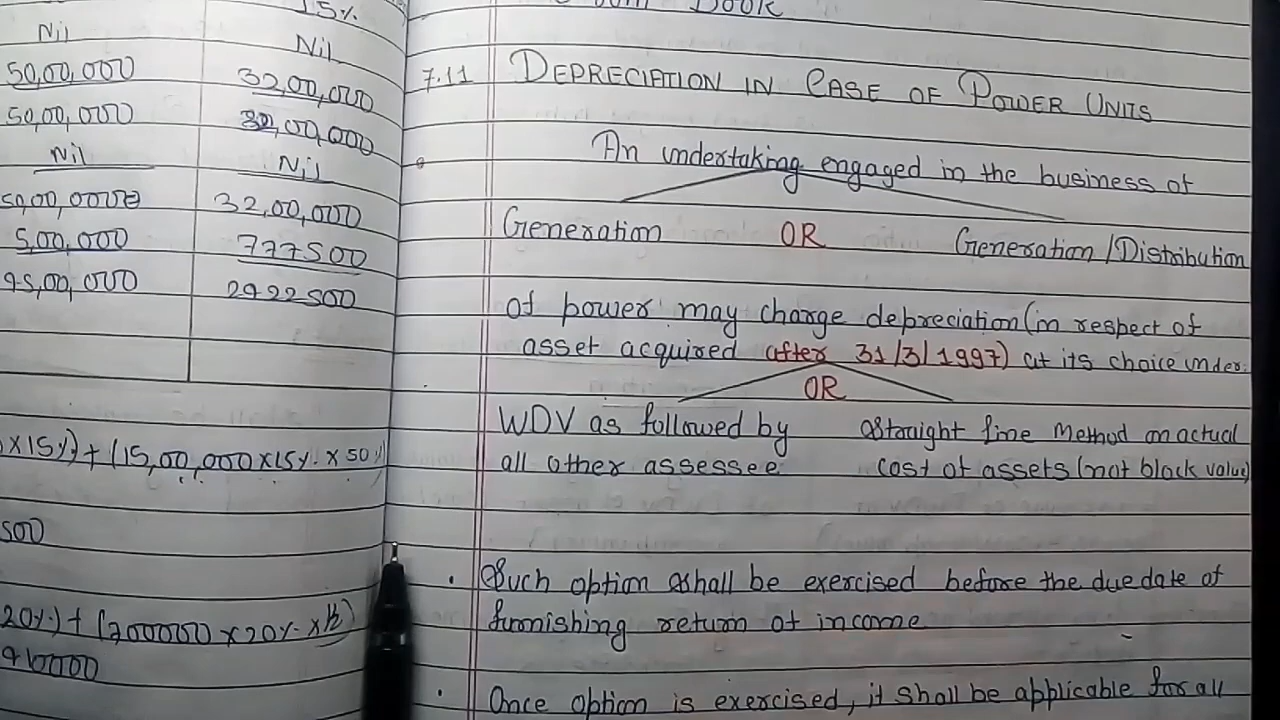 15%
Nil Nil
50,00,000 32,00,000
50,00,000 32,00,000
Nil Nil
50,00,000 32,00,000
5,00,000 777500
95,00,000 2922500
×15%) + (15,00,000×15%×50%
500
20%) + (7000000×20%×½)
910000
Book
7.11 DEPRECIATION IN CASE OF POWER UNITS
An undertaking engaged in the business of
Generation OR Generation/Distribution
of power may charge depreciation (in respect of
asset acquired after 31/3/1997) at its choice under.
OR
WDV as followed by Straight line Method on actual
all other assessee cost of assets (not block value)
• Such option shall be exercised before the due date of
furnishing return of income
• Once option is exercised, it shall be applicable for all